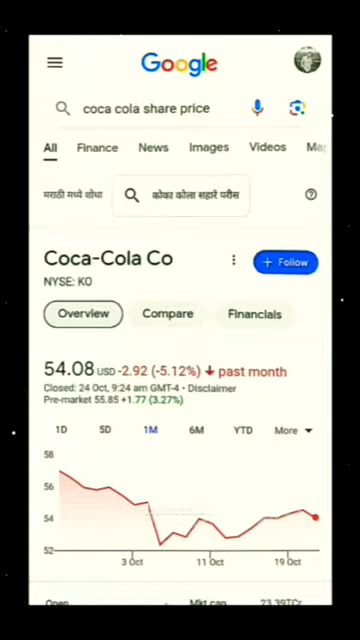 Google
coca cola share price
All Finance News Images Videos
मराठी मध्ये शोधा कोका कोला सहारे परीस
Coca-Cola Co
+ Follow
NYSE: KO
Overview Compare Financials
54.08 USD -2.92 (-5.12%) ↓ past month
Closed: 24 Oct, 9:24 am GMT-4 • Disclaimer
Pre-market 55.85 +1.77 (3.27%)
1D 5D 1M 6M YTD More
58
56
54
52
3 Oct 11 Oct 19 Oct
Open Mkt cap 23.39TCr